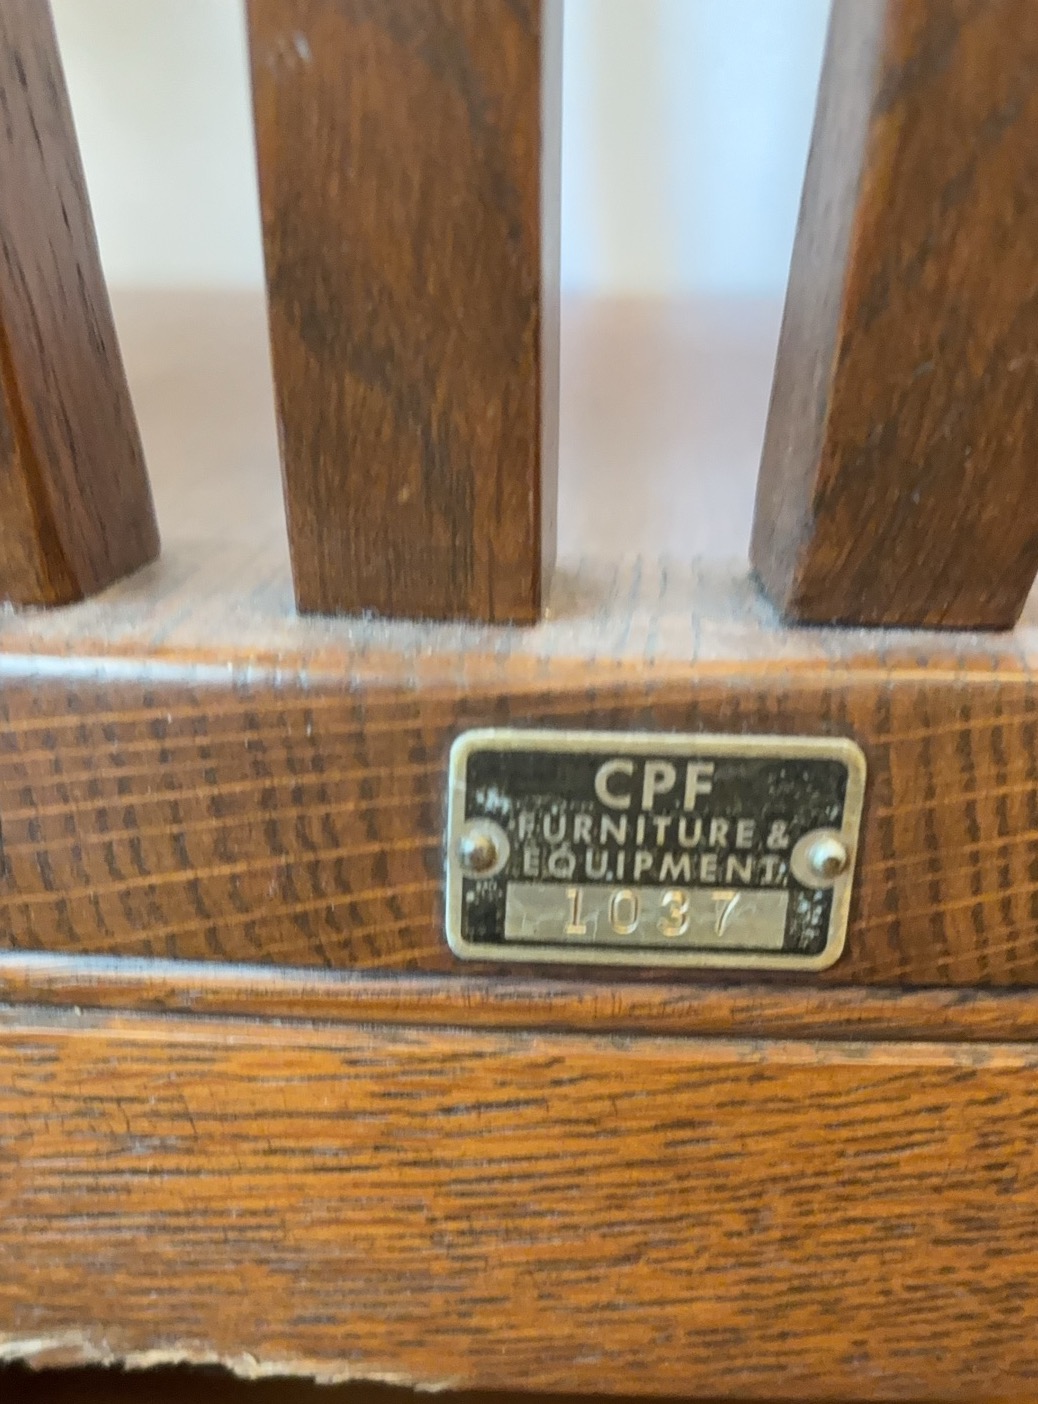 CPF
FURNITURE &
EQUIPMENT
1037